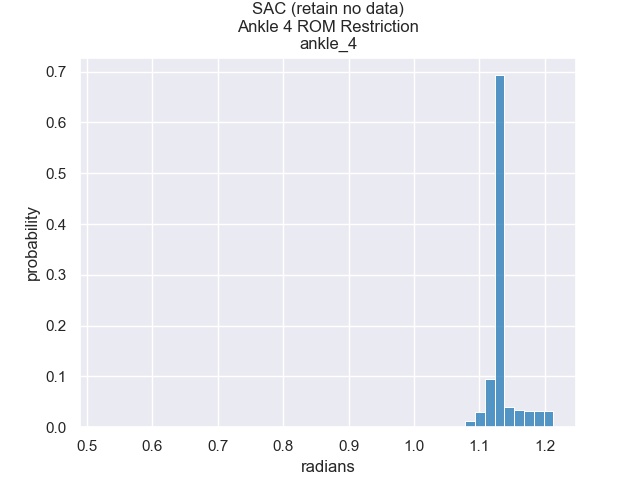 SAC (retain no data)
Ankle 4 ROM Restriction
ankle_4
0.7
0.6
0.5
0.4
0.3
0.2
0.1
0.0
probability
0.5 0.6 0.7 0.8 0.9 1.0 1.1 1.2
radians